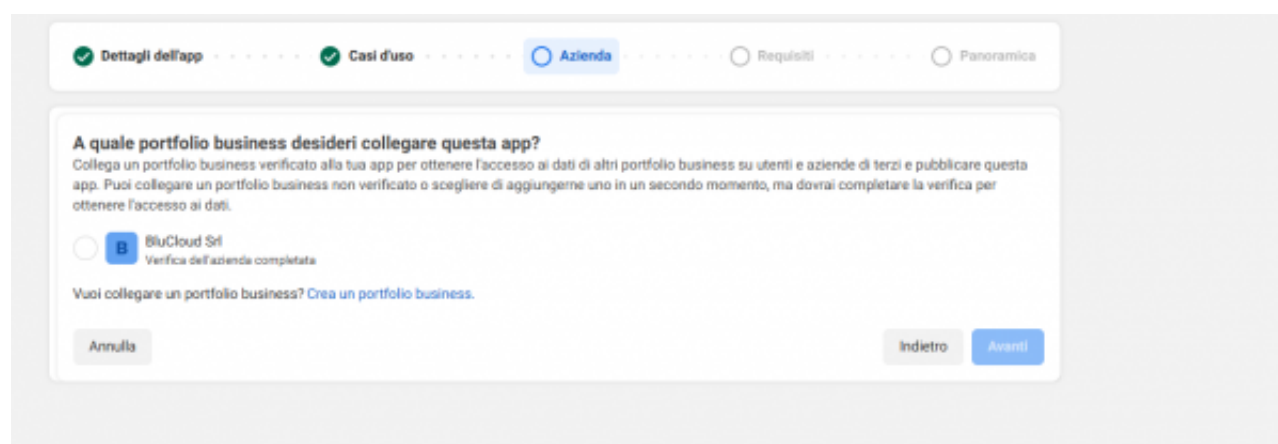 Dettagli dell'app
Casi d'uso
Azienda
Requisiti
Panoramica
A quale portfolio business desideri collegare questa app?
Collega un portfolio business verificato alla tua app per ottenere l'accesso ai dati di altri portfolio business su utenti e aziende di terzi e pubblicare questa
app. Puoi collegare un portfolio business non verificato o scegliere di aggiungerne uno in un secondo momento, ma dovrai completare la verifica per
ottenere l'accesso ai dati.
B
BluCloud Srl
Verifica dell'azienda completata
Vuoi collegare un portfolio business? Crea un portfolio business.
Annulla
Indietro
Avanti